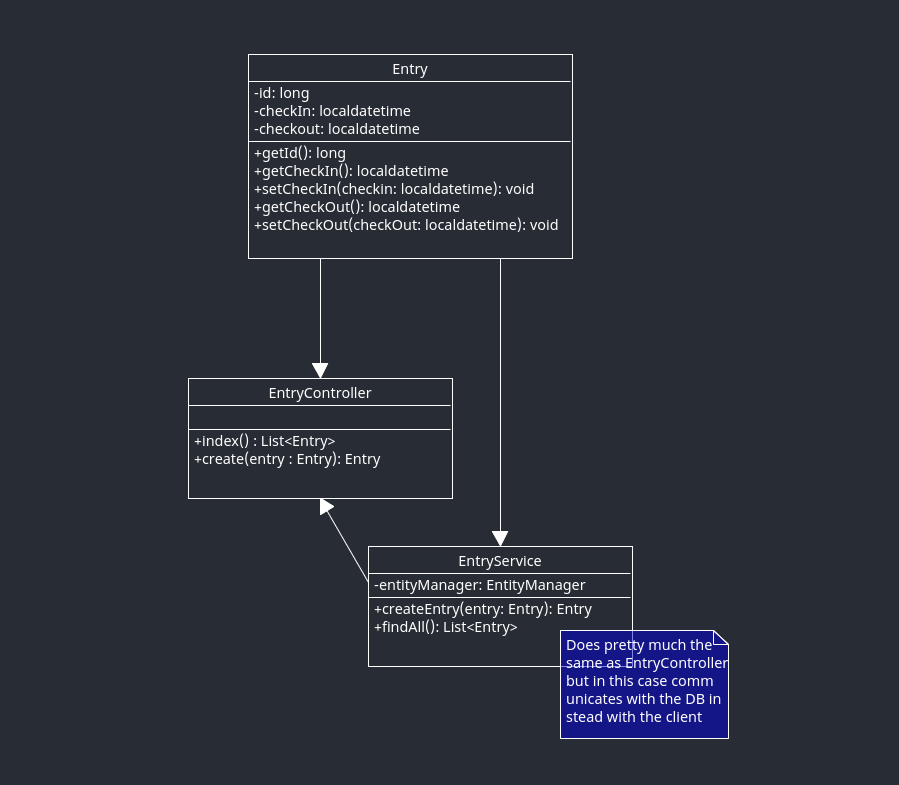 Entry
-id: long
-checkIn: localdatetime
-checkout: localdatetime
+getId(): long
+getCheckIn(): localdatetime
+setCheckIn(checkin: localdatetime): void
+getCheckOut(): localdatetime
+setCheckOut(checkOut: localdatetime): void
EntryController
+index() : List<Entry>
+create(entry : Entry): Entry
EntryService
-entityManager: EntityManager
+createEntry(entry: Entry): Entry
+findAll(): List<Entry>
Does pretty much the
same as EntryController
but in this case comm
unicates with the DB in
stead with the client